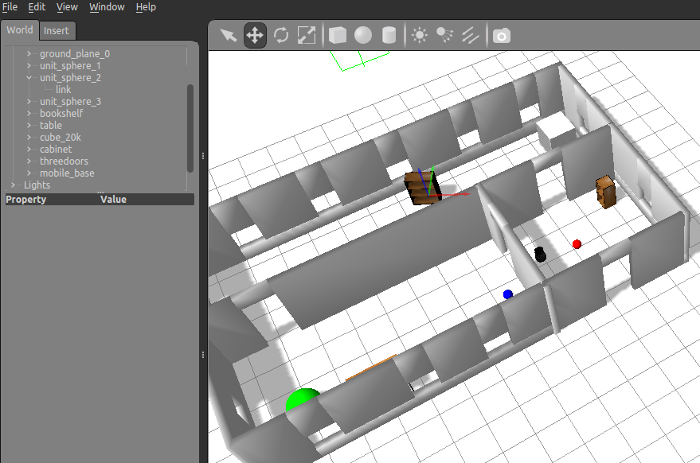 File Edit View Window Help
World Insert
ground_plane_0
unit_sphere_1
unit_sphere_2
link
unit_sphere_3
bookshelf
table
cube_20k
cabinet
threedoors
mobile_base
Lights
Property Value